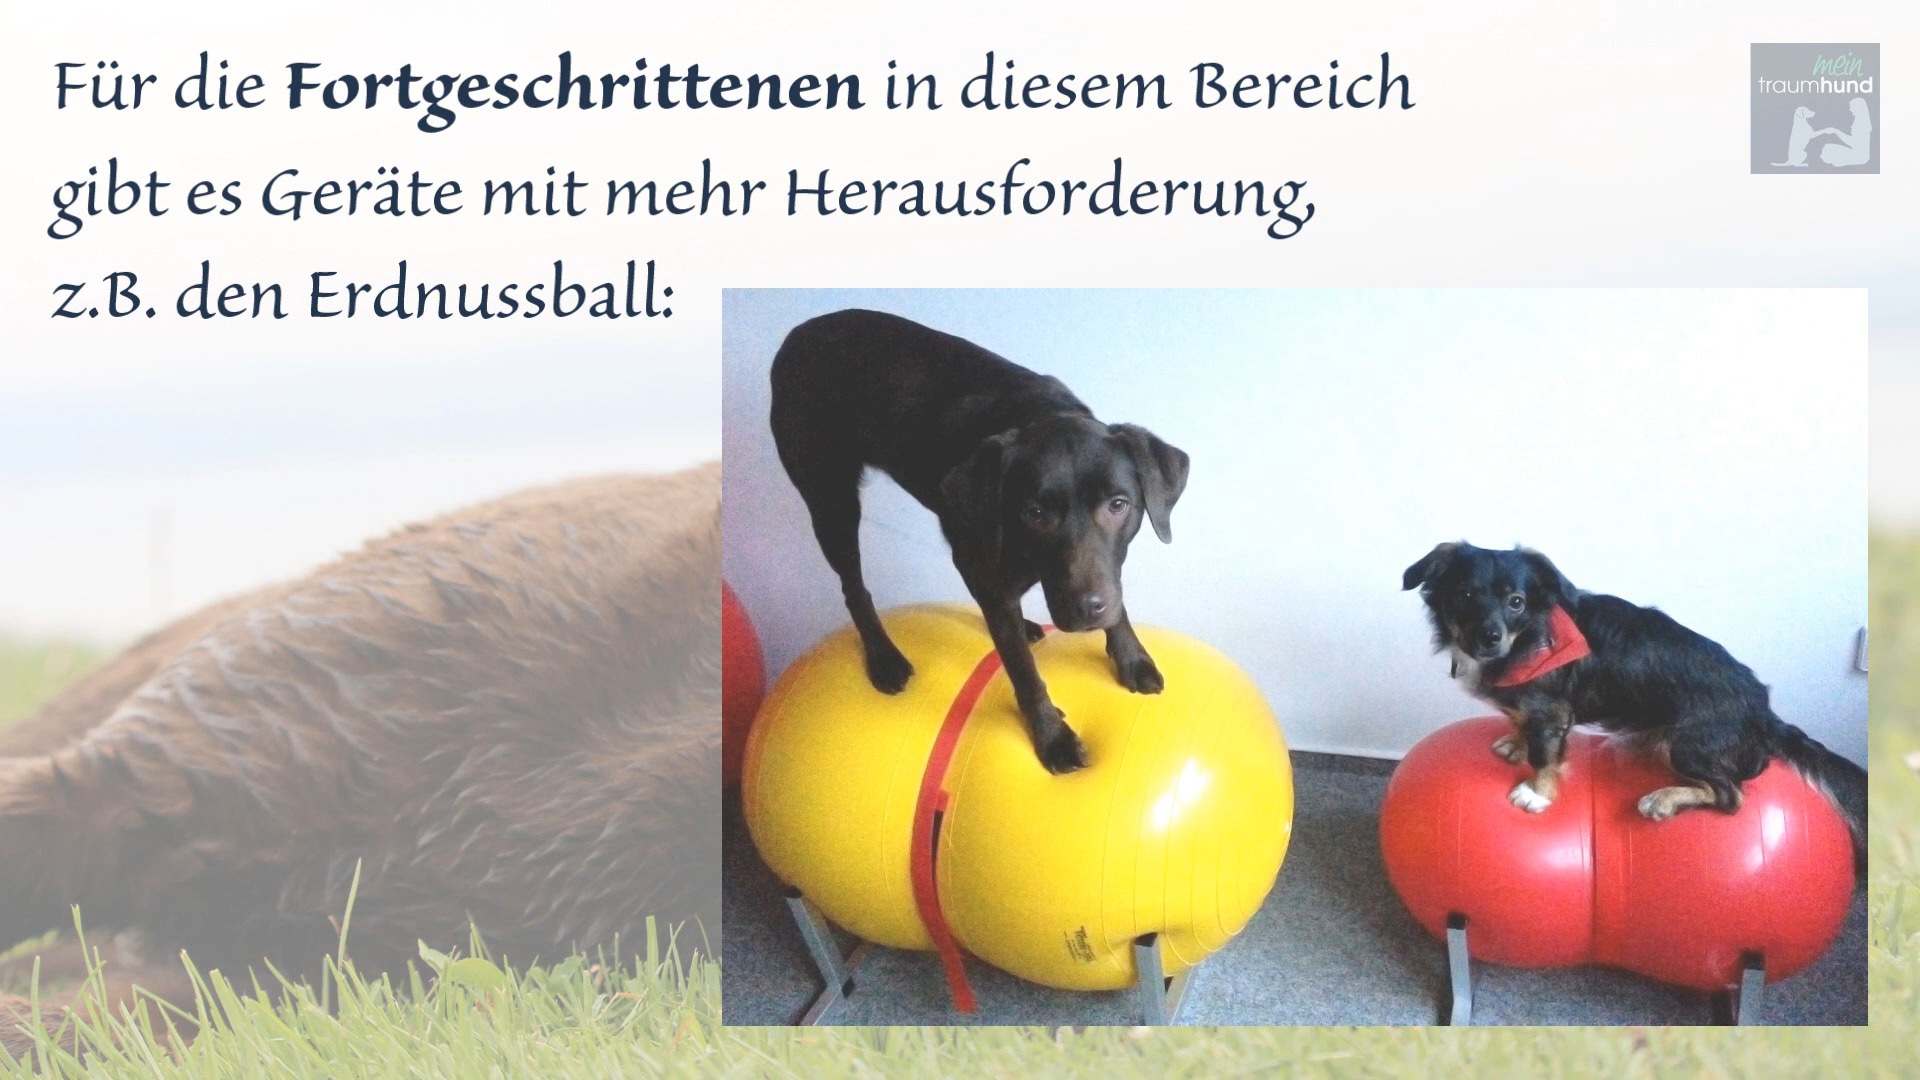 Für die Fortgeschrittenen in diesem Bereich
gibt es Geräte mit mehr Herausforderung,
z.B. den Erdnussball:
mein
traumhund